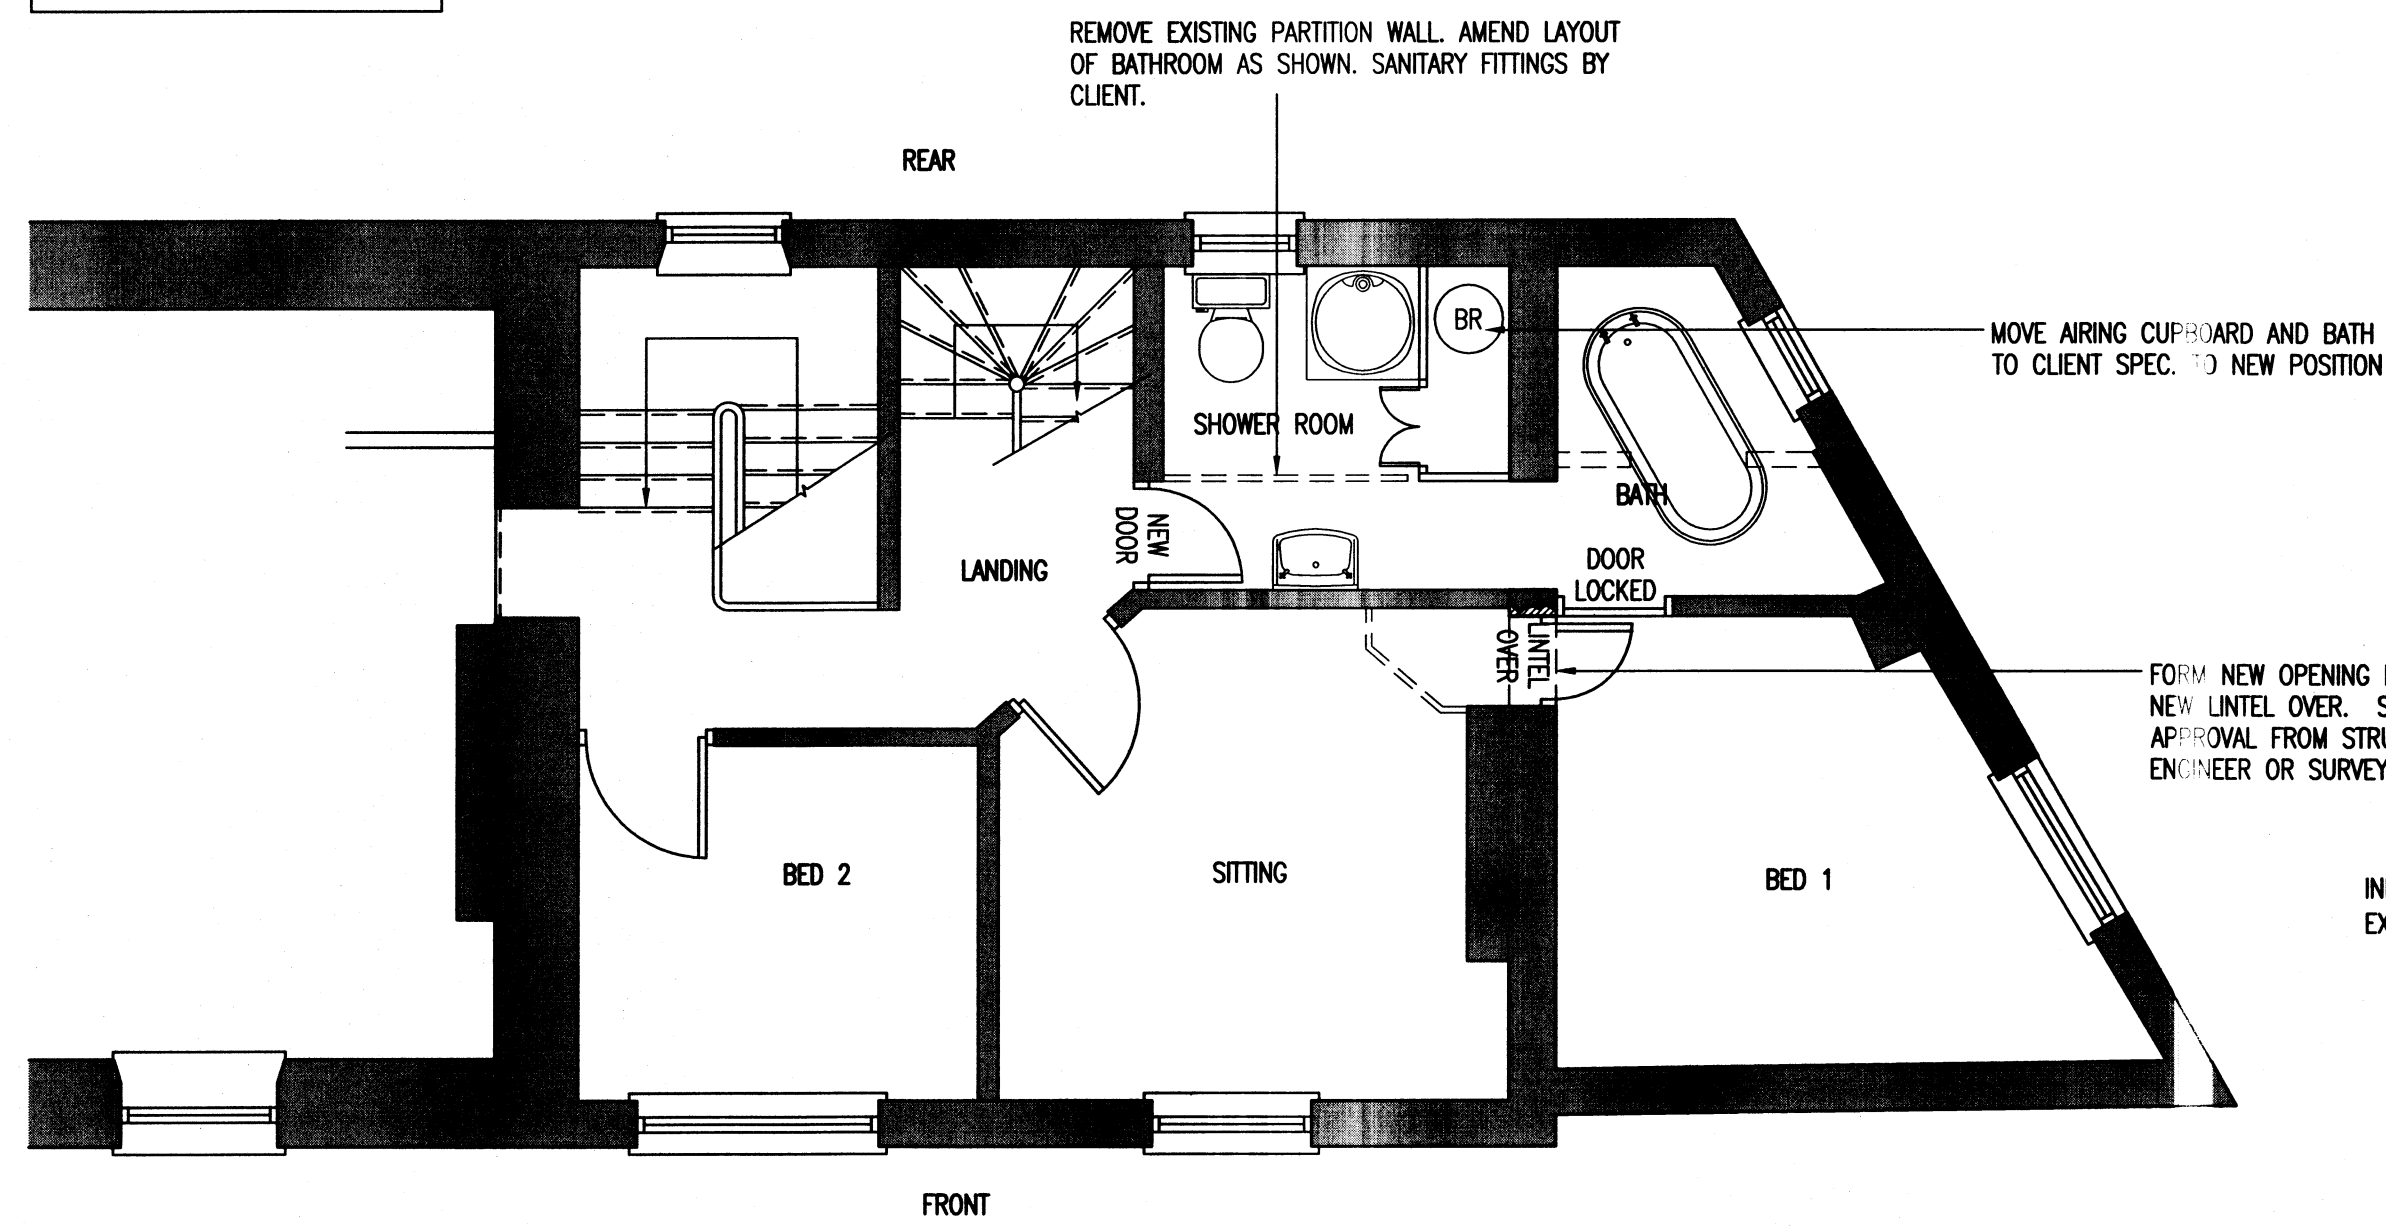 REMOVE EXISTING PARTITION WALL. AMEND LAYOUT
OF BATHROOM AS SHOWN. SANITARY FITTINGS BY
CLIENT.
REAR
BR
MOVE AIRING CUPBOARD AND BATH
TO CLIENT SPEC. TO NEW POSITION
SHOWER ROOM
BATH
NEW
DOOR
LANDING
DOOR
LOCKED
LINTEL
OVER
FORM NEW OPENING
NEW LINTEL OVER.
APPROVAL FROM
ENGINEER OR
BED 2
SITTING
BED 1
FRONT